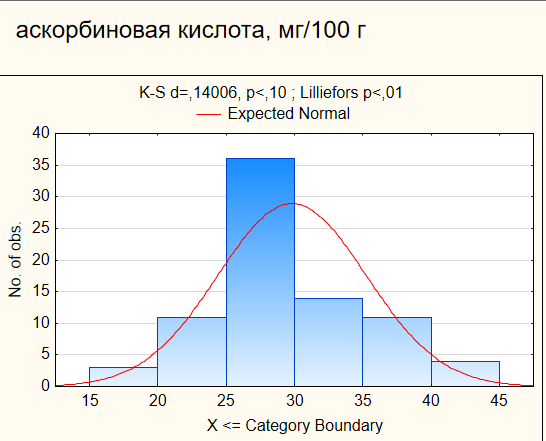 аскорбиновая кислота, мг/100 г
K-S d=,14006, p<,10 ; Lilliefors p<,01
Expected Normal
40
35
30
25
20
15
10
5
0
No. of obs.
15 20 25 30 35 40 45
X <= Category Boundary